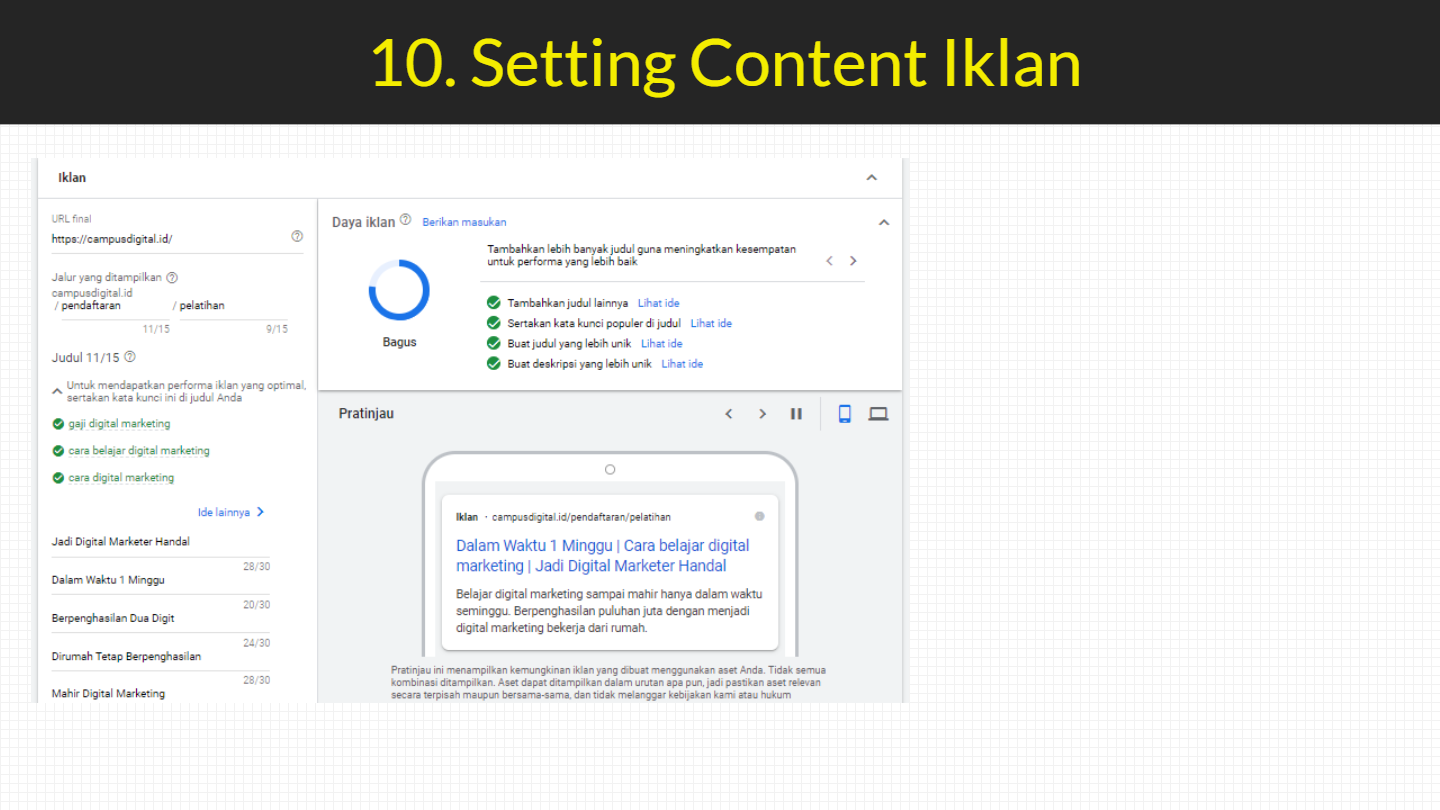 10. Setting Content Iklan
Iklan
URL final
https://campusdigital.id/
Jalur yang ditampilkan
campusdigital.id
/ pendaftaran / pelatihan
11/15 9/15
Judul 11/15
Untuk mendapatkan performa iklan yang optimal,
sertakan kata kunci ini di judul Anda
gaji digital marketing
cara belajar digital marketing
cara digital marketing
Ide lainnya
Jadi Digital Marketer Handal
28/30
Dalam Waktu 1 Minggu
20/30
Berpenghasilan Dua Digit
24/30
Dirumah Tetap Berpenghasilan
28/30
Mahir Digital Marketing
Daya iklan Berikan masukan
Bagus
Tambahkan lebih banyak judul guna meningkatkan kesempatan
untuk performa yang lebih baik
Tambahkan judul lainnya Lihat ide
Sertakan kata kunci populer di judul Lihat ide
Buat judul yang lebih unik Lihat ide
Buat deskripsi yang lebih unik Lihat ide
Pratinjau
Iklan · campusdigital.id/pendaftaran/pelatihan
Dalam Waktu 1 Minggu | Cara belajar digital
marketing | Jadi Digital Marketer Handal
Belajar digital marketing sampai mahir hanya dalam waktu
seminggu. Berpenghasilan puluhan juta dengan menjadi
digital marketing bekerja dari rumah.
Pratinjau ini menampilkan kemungkinan iklan yang dibuat menggunakan aset Anda. Tidak semua
kombinasi ditampilkan. Aset dapat ditampilkan dalam urutan apa pun, jadi pastikan aset relevan
secara terpisah maupun bersama-sama, dan tidak melanggar kebijakan kami atau hukum